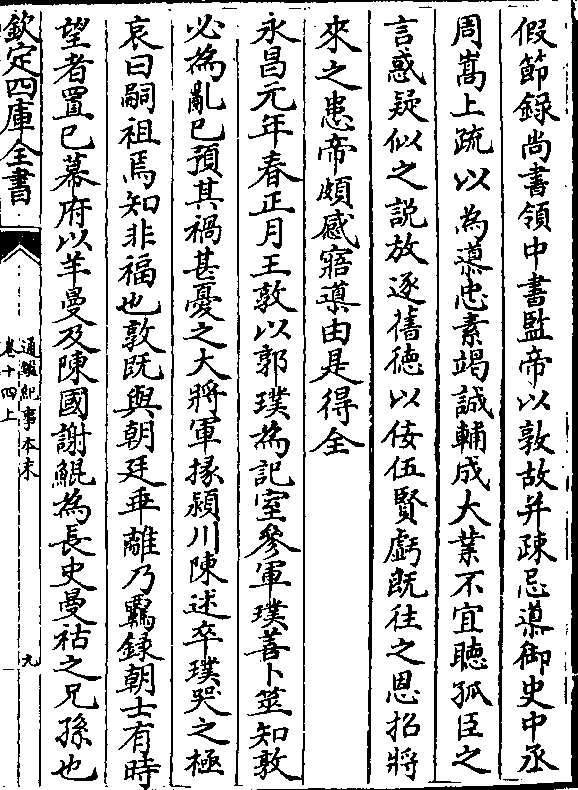 假節録尚書領中書監帝以敦故并疎忌導御史中丞
周嵩上疏以為導忠素竭誠輔成大業不宜聴孤臣之
言惑疑似之説放逐舊徳以佞伍賢虧既往之恩招將
來之患帝頗感寤導由是得全
永昌元年春正月王敦以郭璞為記室參軍璞善卜筮知敦
必為亂已預其禍甚憂之大將軍掾潁川陳述卒璞哭之極
哀曰嗣祖焉知非福也敦既與朝廷乖離乃羈録朝士有時
望者置已幕府以羊曼及陳國謝鯤為長史曼祜之兄孫也
欽定四庫全書
通鑑紀事本末
卷十四上
九